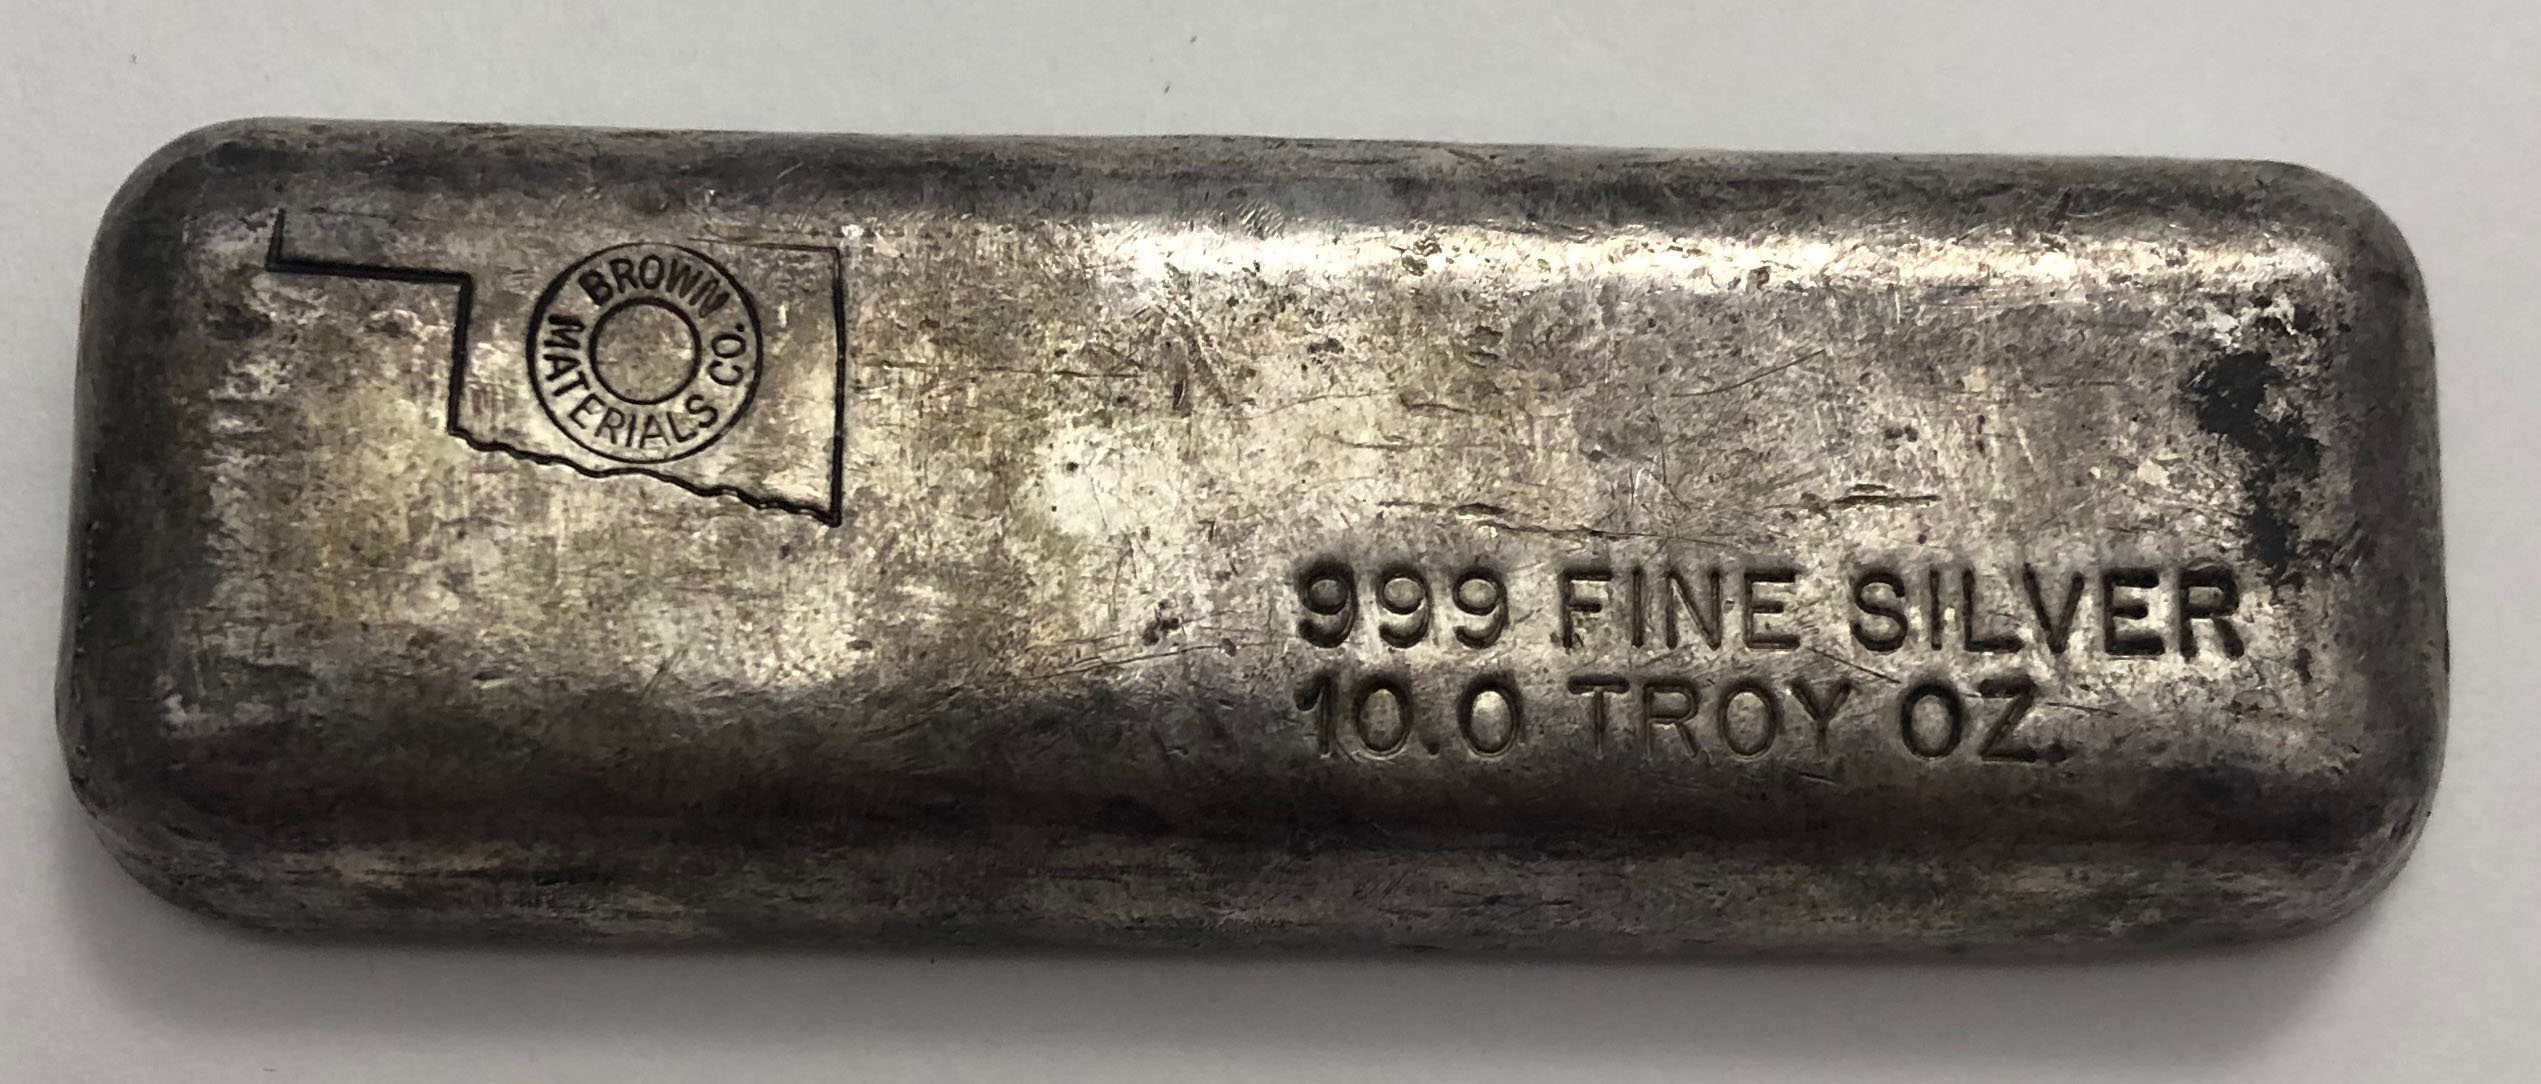 BROWN
MATERIALS CO.
999 FINE SILVER
10.0 TROY OZ.